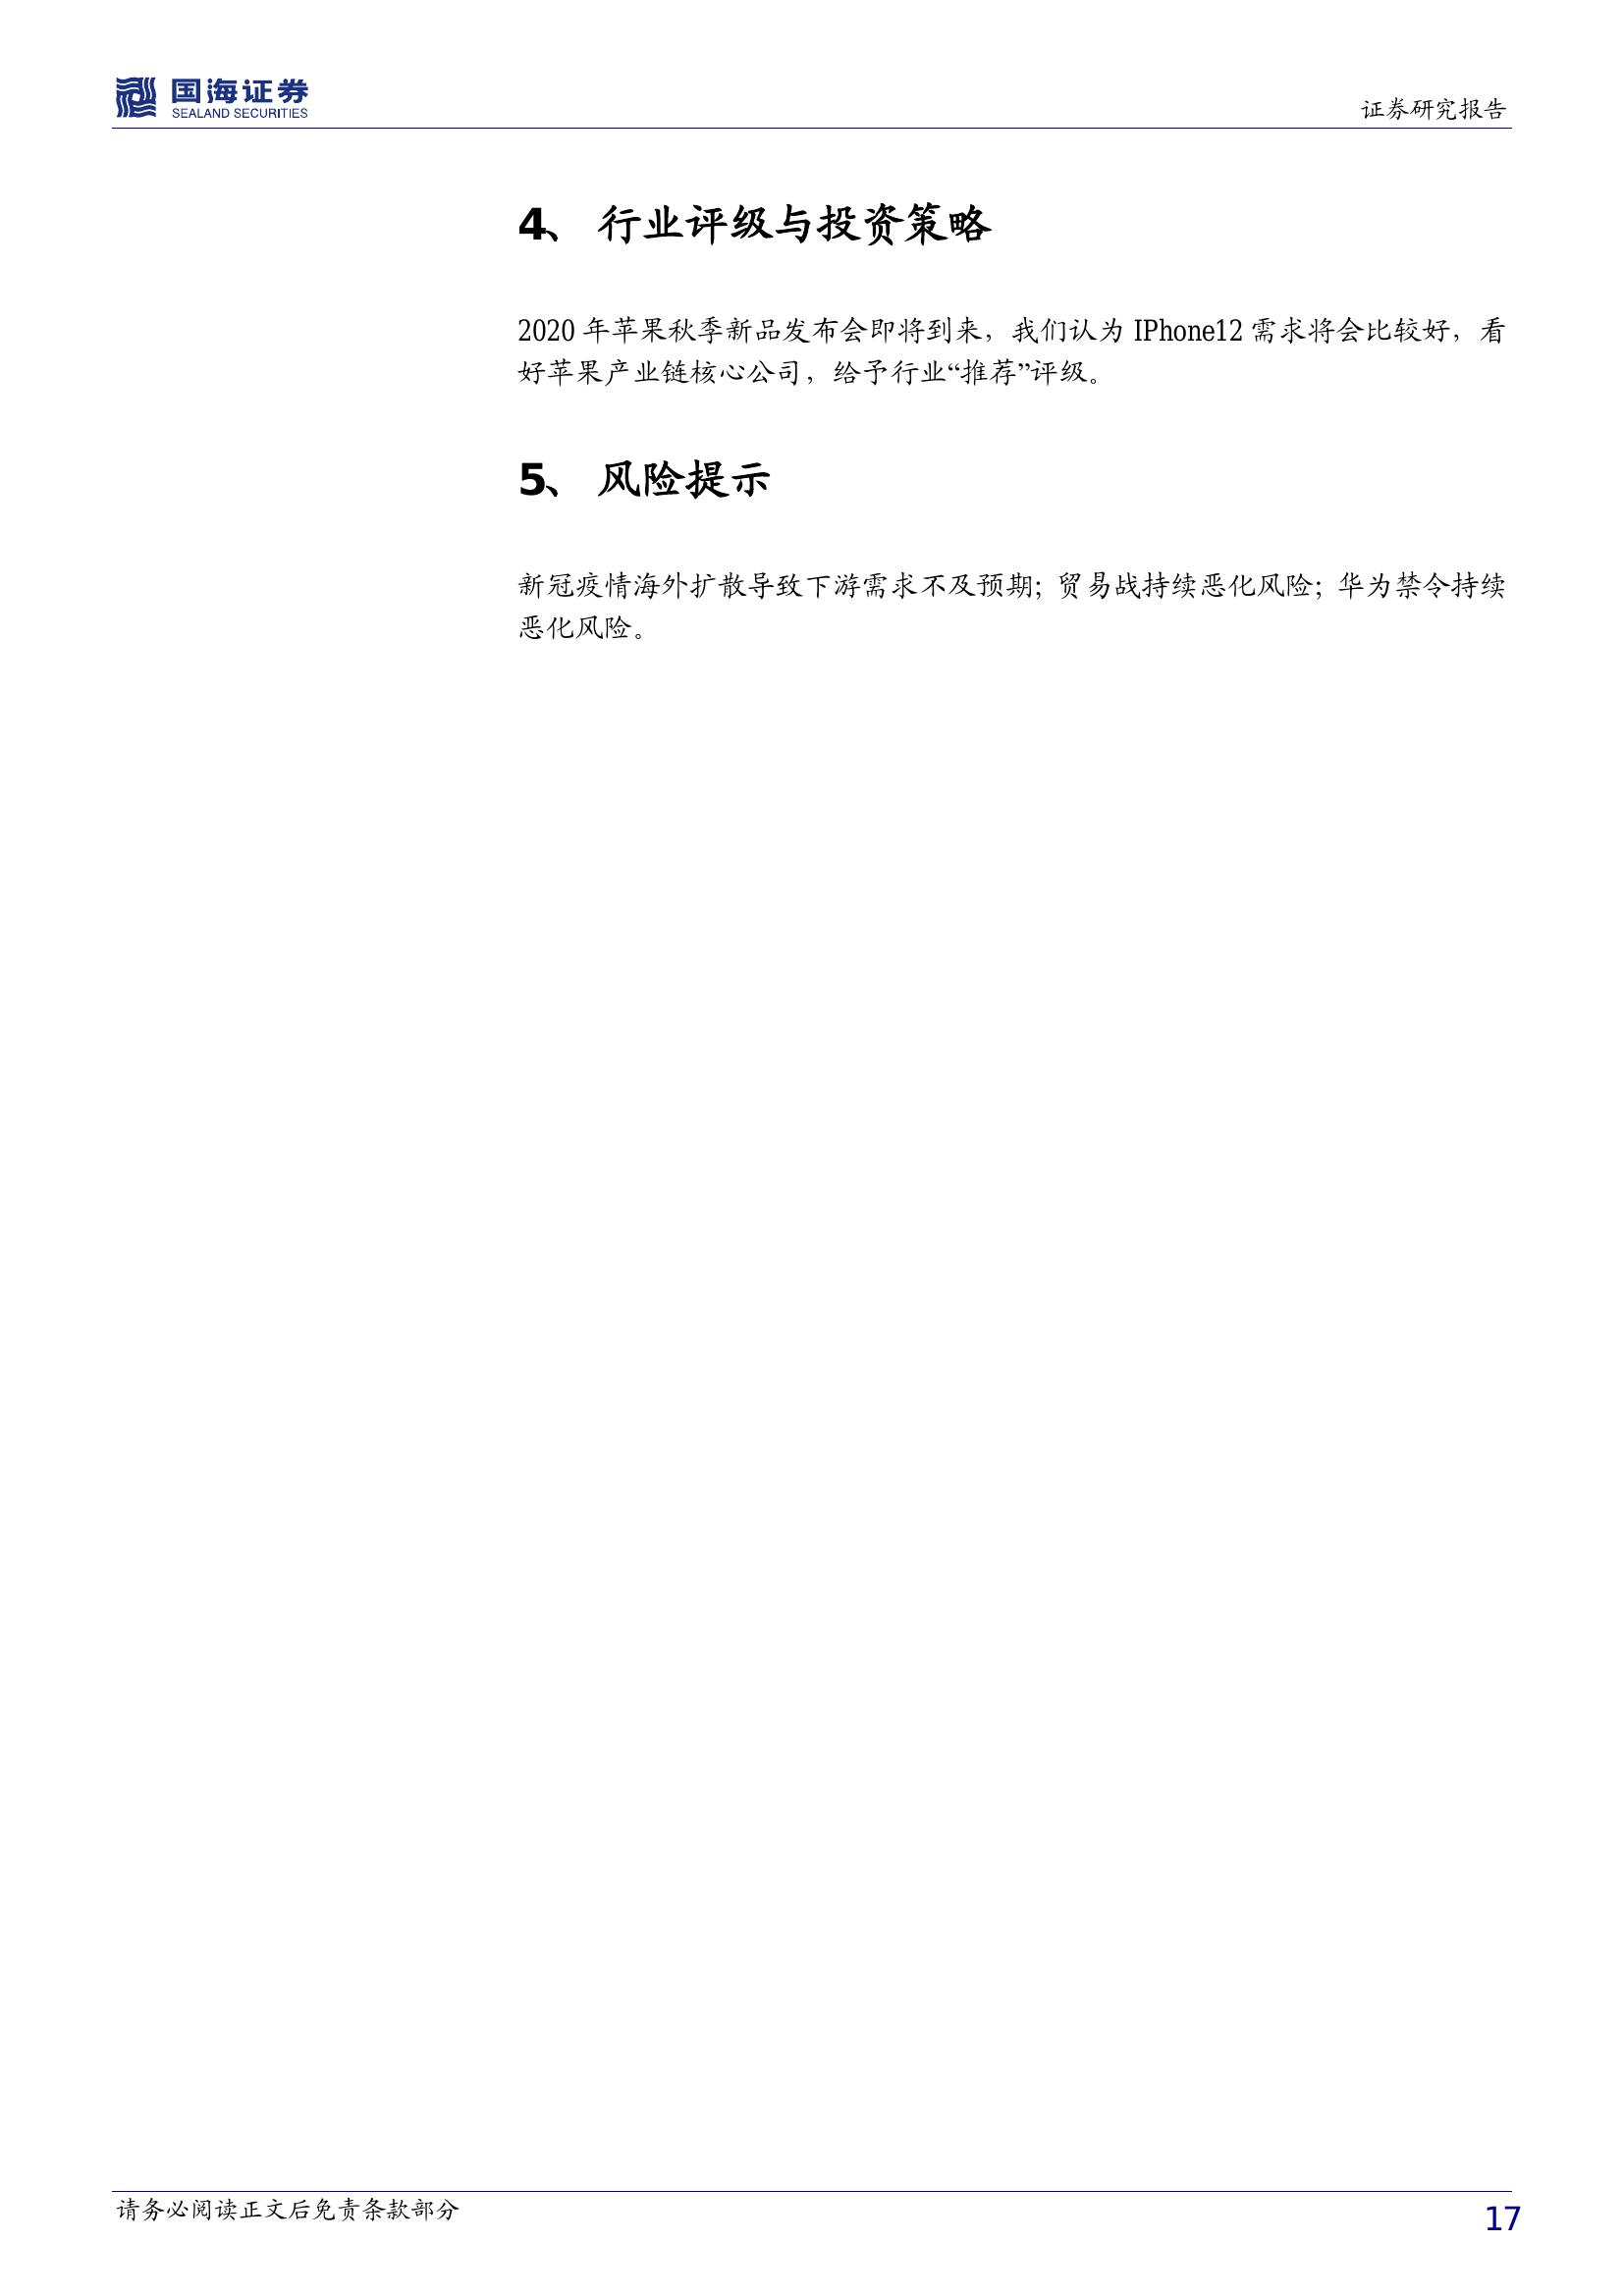 国海证券
SEALAND SECURITIES
证券研究报告
4、 行业评级与投资策略
2020 年苹果秋季新品发布会即将到来，我们认为 IPhone12 需求将会比较好，看
好苹果产业链核心公司，给予行业“推荐”评级。
5、 风险提示
新冠疫情海外扩散导致下游需求不及预期；贸易战持续恶化风险；华为禁令持续
恶化风险。
请务必阅读正文后免责条款部分
17